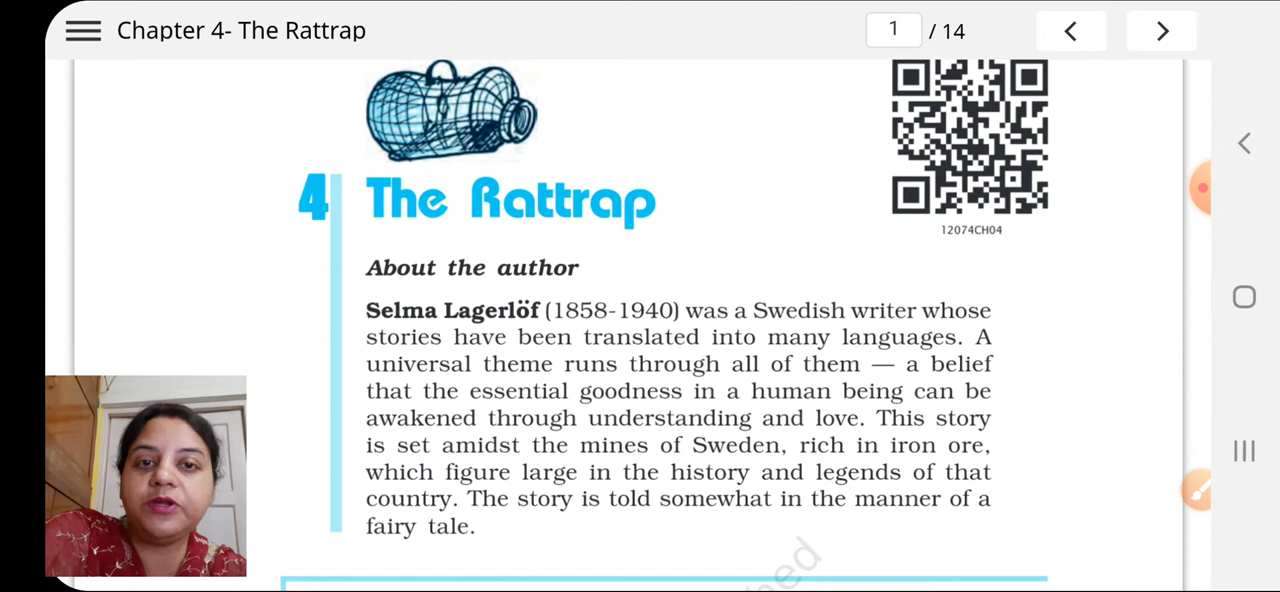 Chapter 4- The Rattrap
1 / 14
4 The Rattrap
12074CH04
About the author
Selma Lagerlöf (1858-1940) was a Swedish writer whose
stories have been translated into many languages. A
universal theme runs through all of them — a belief
that the essential goodness in a human being can be
awakened through understanding and love. This story
is set amidst the mines of Sweden, rich in iron ore,
which figure large in the history and legends of that
country. The story is told somewhat in the manner of a
fairy tale.